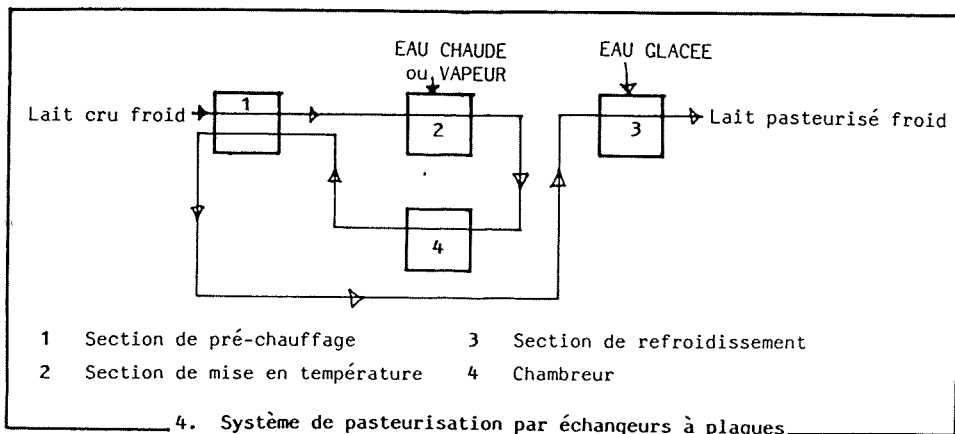 EAU CHAUDE
ou VAPEUR
EAU GLACEE
Lait cru froid
1
2
3
Lait pasteurisé froid
4
1 Section de pré-chauffage
3 Section de refroidissement
2 Section de mise en température
4 Chambreur
4. Système de pasteurisation par échangeurs à plaques